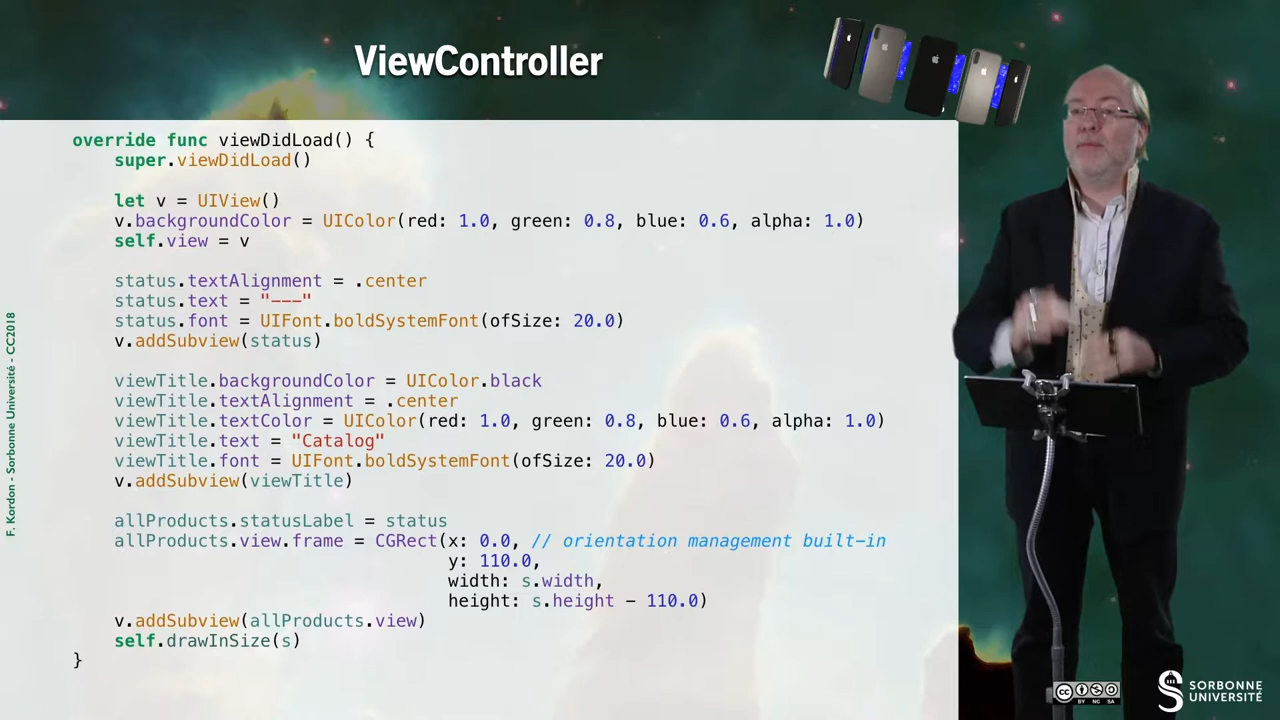 ViewController
override func viewDidLoad() {
super.viewDidLoad()
let v = UIView()
v.backgroundColor = UIColor(red: 1.0, green: 0.8, blue: 0.6, alpha: 1.0)
self.view = v
status.textAlignment = .center
status.text = "---"
status.font = UIFont.boldSystemFont(ofSize: 20.0)
v.addSubview(status)
viewTitle.backgroundColor = UIColor.black
viewTitle.textAlignment = .center
viewTitle.textColor = UIColor(red: 1.0, green: 0.8, blue: 0.6, alpha: 1.0)
viewTitle.text = "Catalog"
viewTitle.font = UIFont.boldSystemFont(ofSize: 20.0)
v.addSubview(viewTitle)
allProducts.statusLabel = status
allProducts.view.frame = CGRect(x: 0.0, // orientation management built-in
y: 110.0,
width: s.width,
height: s.height - 110.0)
v.addSubview(allProducts.view)
self.drawInSize(s)
}
F. Kordon - Sorbonne Université - CC2018
cc
BY NC SA
SORBONNE
UNIVERSITÉ